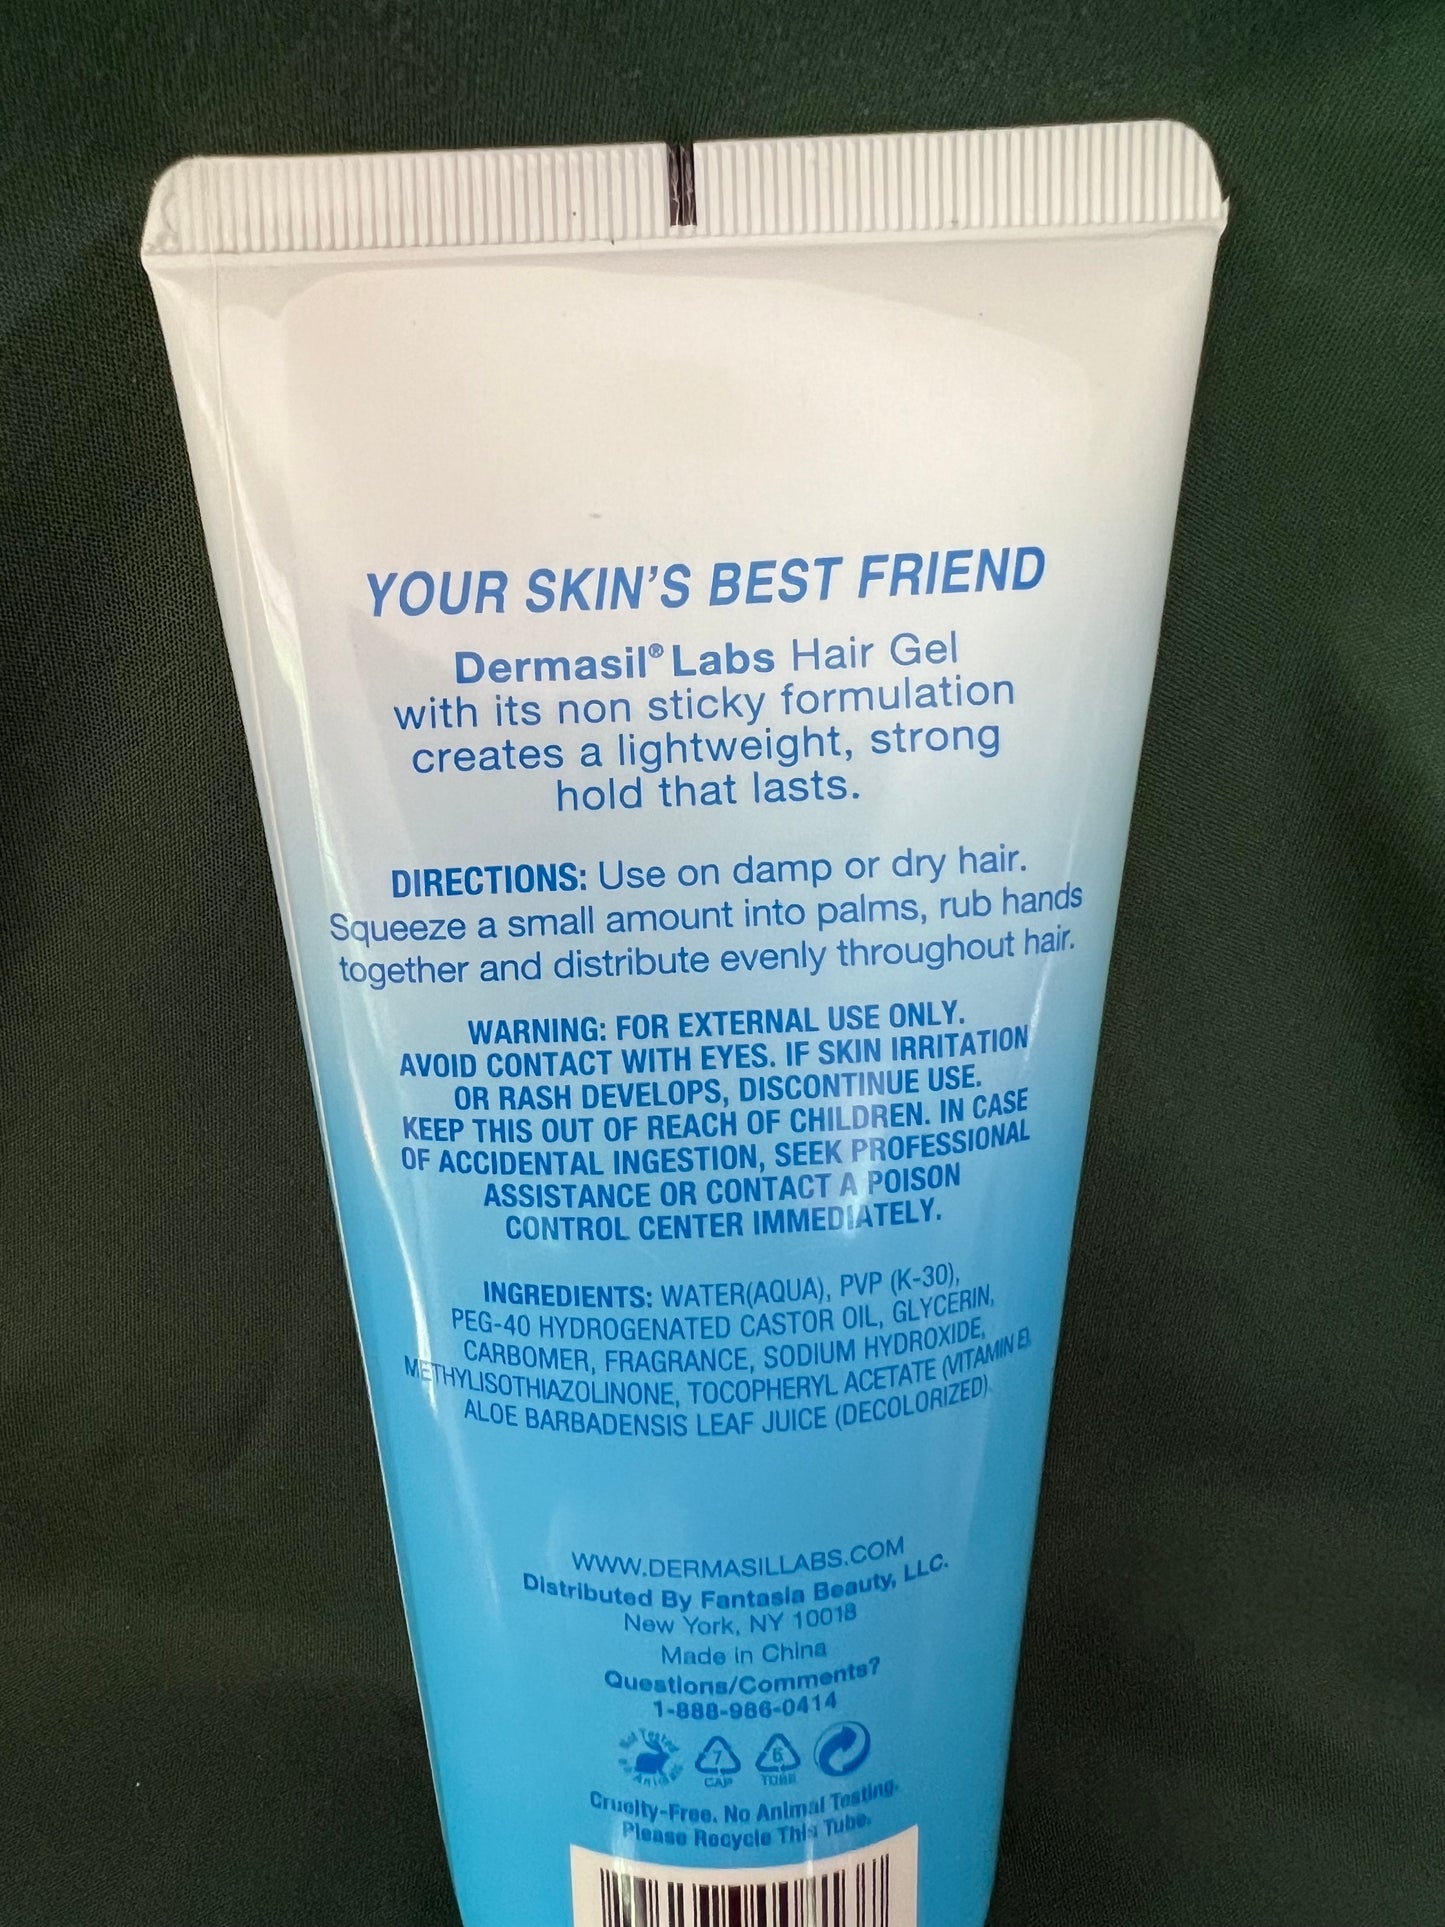 YOUR SKIN'S BEST FRIEND
Dermasil® Labs Hair Gel
with its non sticky formulation
creates a lightweight, strong
hold that lasts.
DIRECTIONS: Use on damp or dry hair.
Squeeze a small amount into palms, rub hands
together and distribute evenly throughout hair.
WARNING: FOR EXTERNAL USE ONLY.
AVOID CONTACT WITH EYES. IF SKIN IRRITATION
OR RASH DEVELOPS, DISCONTINUE USE.
KEEP THIS OUT OF REACH OF CHILDREN. IN CASE
OF ACCIDENTAL INGESTION, SEEK PROFESSIONAL
ASSISTANCE OR CONTACT A POISON
CONTROL CENTER IMMEDIATELY.
INGREDIENTS: WATER(AQUA), PVP (K-30),
PEG-40 HYDROGENATED CASTOR OIL, GLYCERIN,
CARBOMER, FRAGRANCE, SODIUM HYDROXIDE,
METHYLISOTHIAZOLINONE, TOCOPHERYL ACETATE (VITAMIN E),
ALOE BARBADENSIS LEAF JUICE (DECOLORIZED)
WWW.DERMASILLABS.COM
Distributed By Fantasia Beauty, LLC.
New York, NY 10018
Made in China
Questions/Comments?
1-888-986-0414
Not Tested
on Animals
7
CAP
TUBE
Cruelty-Free. No Animal Testing.
Please Recycle This Tube.